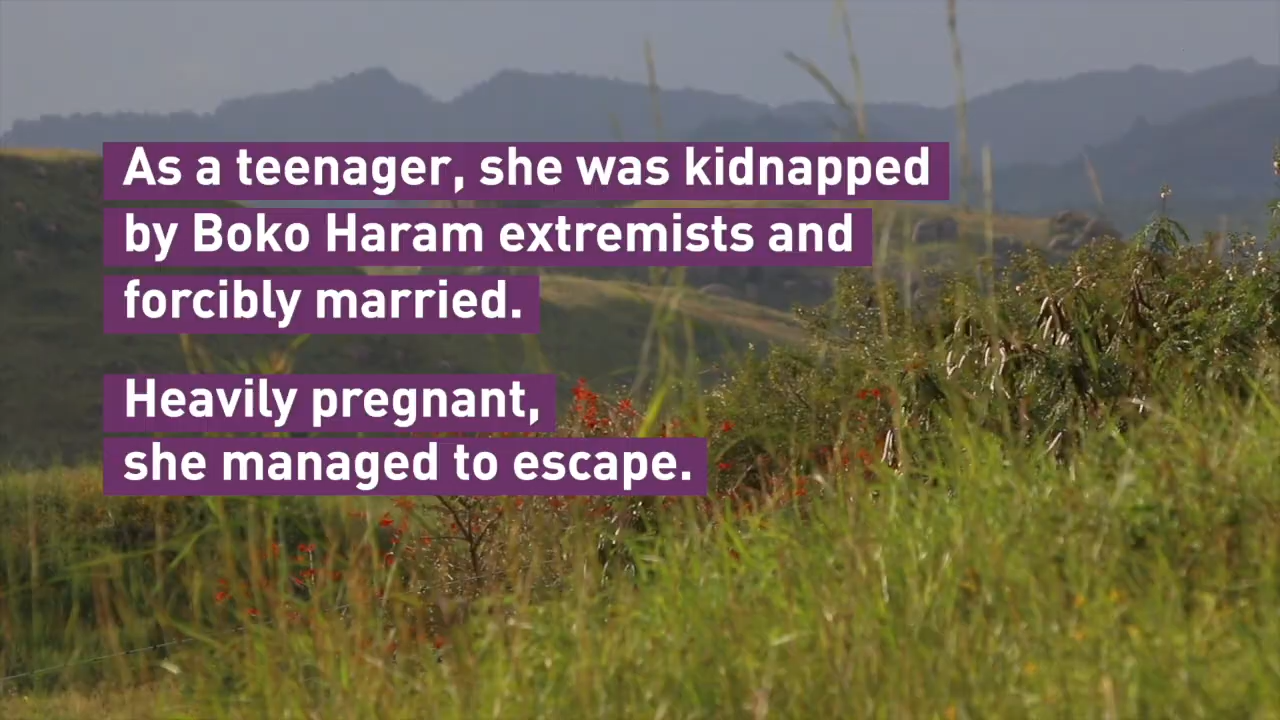 As a teenager, she was kidnapped
by Boko Haram extremists and
forcibly married.
Heavily pregnant,
she managed to escape.